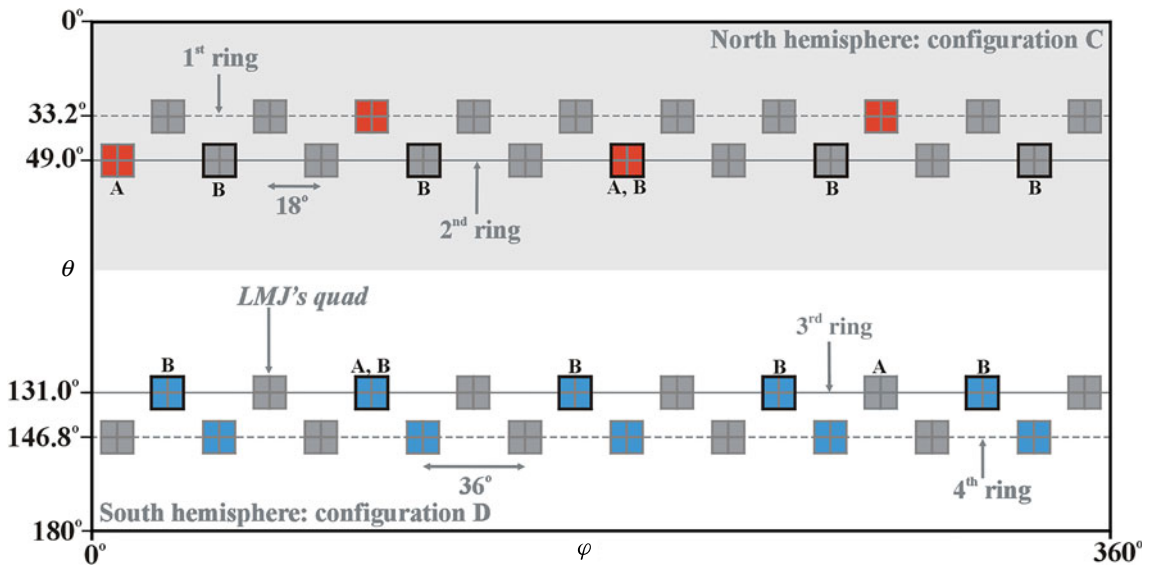 0°
North hemisphere: configuration C
1st ring
33.2°
49.0°
A B B A, B B B
18°
2nd ring
θ
LMJ's quad
3rd ring
B A, B B B A B
131.0°
146.8°
36°
4th ring
South hemisphere: configuration D
180°
0° φ 360°